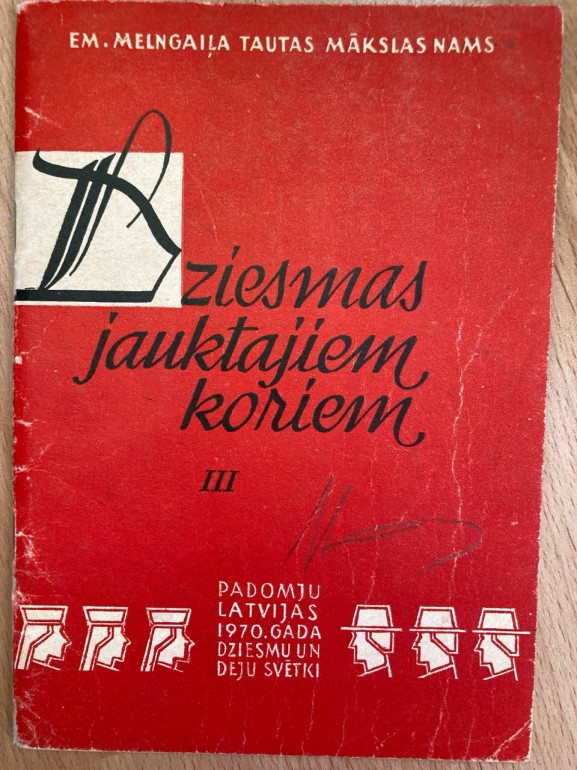 EM. MELNGAIĻA TAUTAS MĀKSLAS NAMS
Dziesmas
jauktajiem
koriem
III
PADOMJU
LATVIJAS
1970. GADA
DZIESMU UN
DEJU SVĒTKI